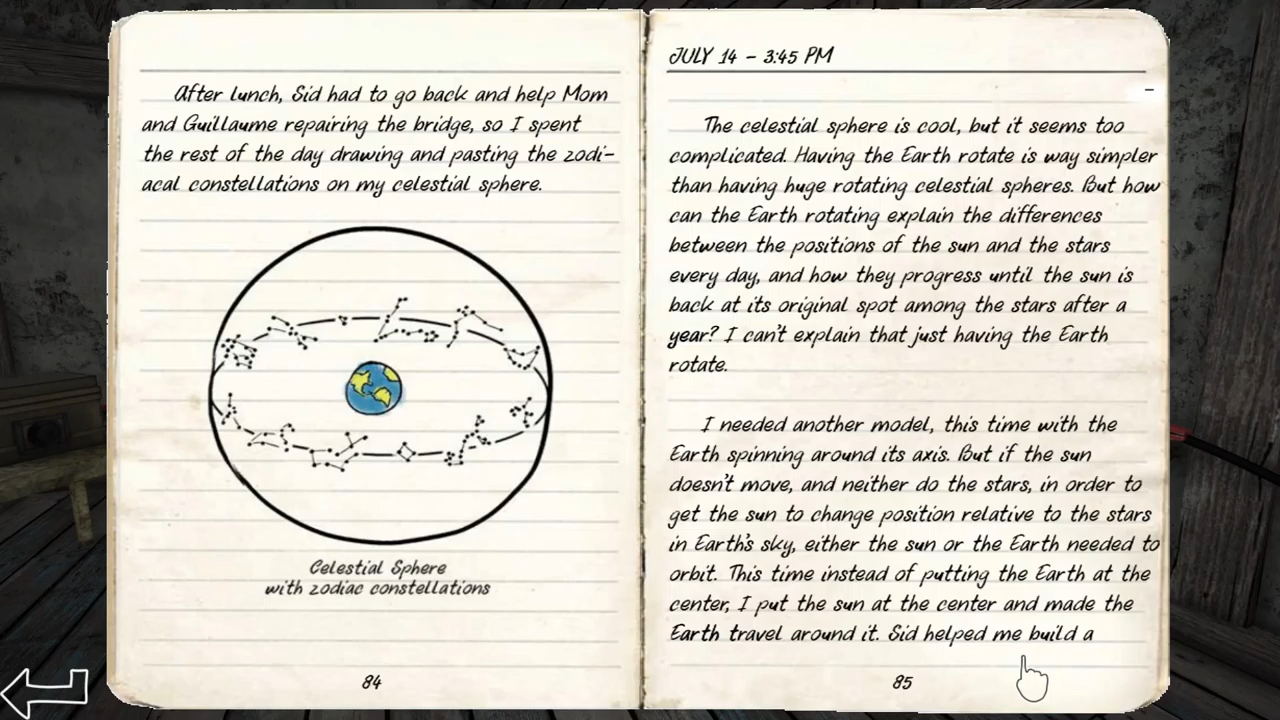 After lunch, Sid had to go back and help Mom
and Guillaume repairing the bridge, so I spent
the rest of the day drawing and pasting the zodi-
acal constellations on my celestial sphere.
Celestial Sphere
with zodiac constellations
84
JULY 14 - 3:45 PM
The celestial sphere is cool, but it seems too
complicated. Having the Earth rotate is way simpler
than having huge rotating celestial spheres. But how
can the Earth rotating explain the differences
between the positions of the sun and the stars
every day, and how they progress until the sun is
back at its original spot among the stars after a
year? I can't explain that just having the Earth
rotate.
I needed another model, this time with the
Earth spinning around its axis. But if the sun
doesn't move, and neither do the stars, in order to
get the sun to change position relative to the stars
in Earth's sky, either the sun or the Earth needed to
orbit. This time instead of putting the Earth at the
center, I put the sun at the center and made the
Earth travel around it. Sid helped me build a
85